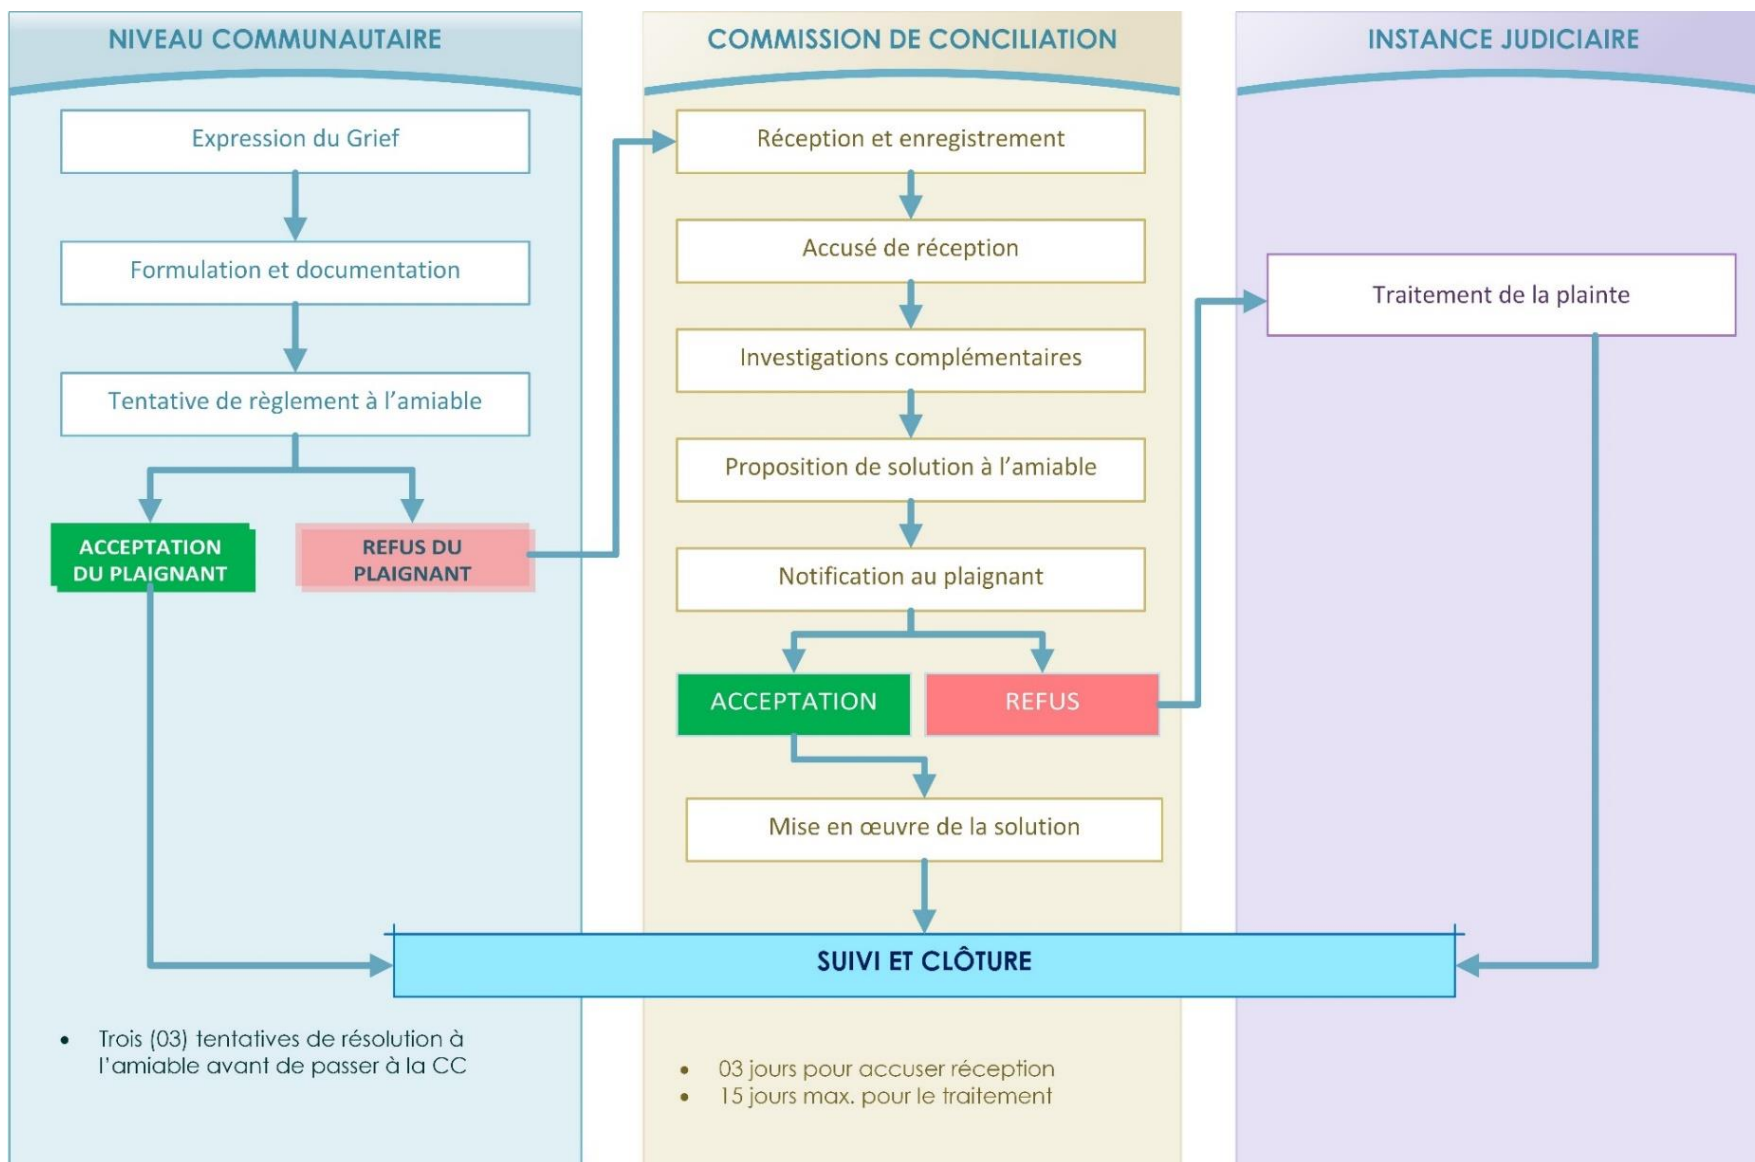 NIVEAU COMMUNAUTAIRE
Expression du Grief
Formulation et documentation
Tentative de règlement à l'amiable
ACCEPTATION
DU PLAIGNANT
REFUS DU
PLAIGNANT
• Trois (03) tentatives de résolution à
l'amiable avant de passer à la CC
COMMISSION DE CONCILIATION
Réception et enregistrement
Accusé de réception
Investigations complémentaires
Proposition de solution à l'amiable
Notification au plaignant
ACCEPTATION
REFUS
Mise en œuvre de la solution
SUIVI ET CLÔTURE
• 03 jours pour accuser réception
• 15 jours max. pour le traitement
INSTANCE JUDICIAIRE
Traitement de la plainte